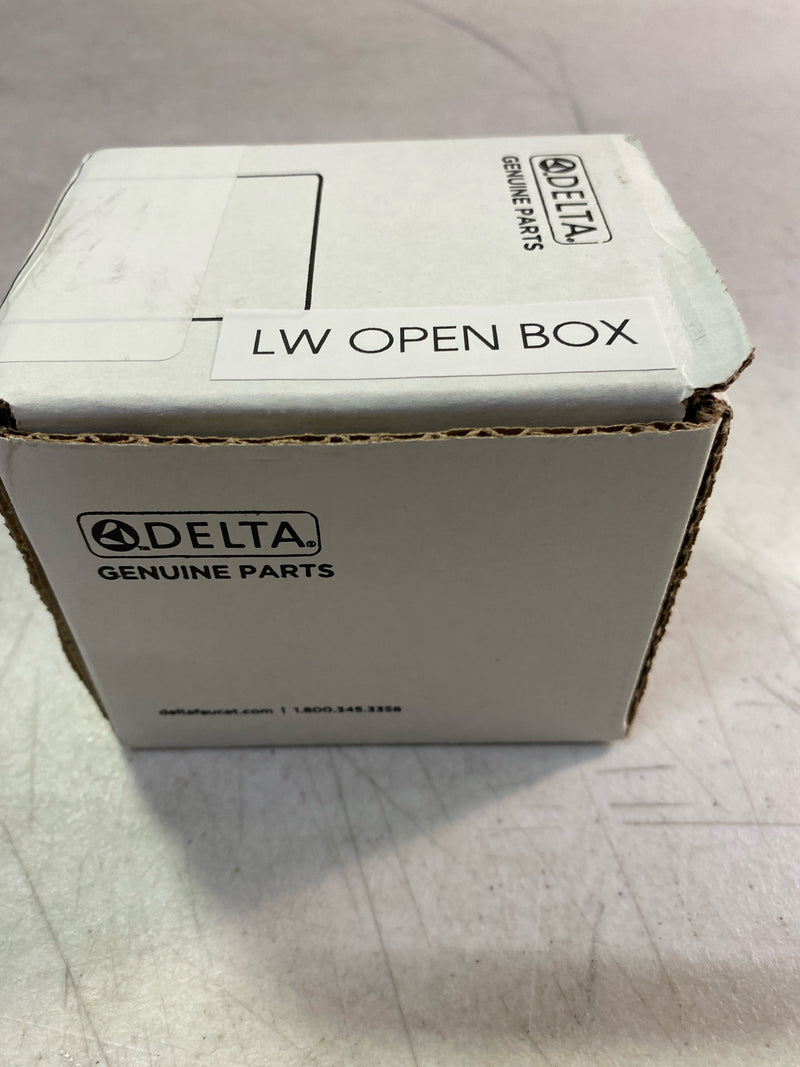 DELTA.
GENUINE PARTS
LW OPEN BOX
DELTA.®
GENUINE PARTS
deltafaucet.com | 1.800.345.3358